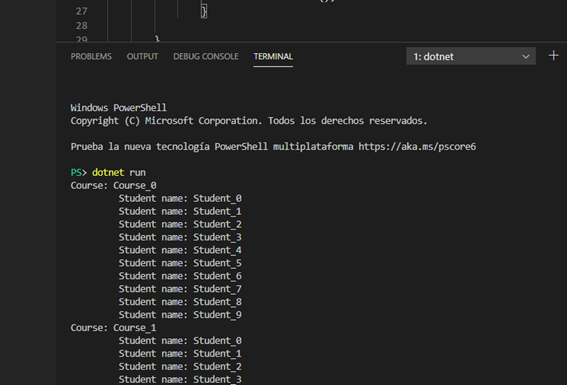 27 }
28
29 }
PROBLEMS OUTPUT DEBUG CONSOLE TERMINAL 1: dotnet
Windows PowerShell
Copyright (C) Microsoft Corporation. Todos los derechos reservados.
Prueba la nueva tecnología PowerShell multiplataforma https://aka.ms/pscore6
PS> dotnet run
Course: Course_0
Student name: Student_0
Student name: Student_1
Student name: Student_2
Student name: Student_3
Student name: Student_4
Student name: Student_5
Student name: Student_6
Student name: Student_7
Student name: Student_8
Student name: Student_9
Course: Course_1
Student name: Student_0
Student name: Student_1
Student name: Student_2
Student name: Student_3